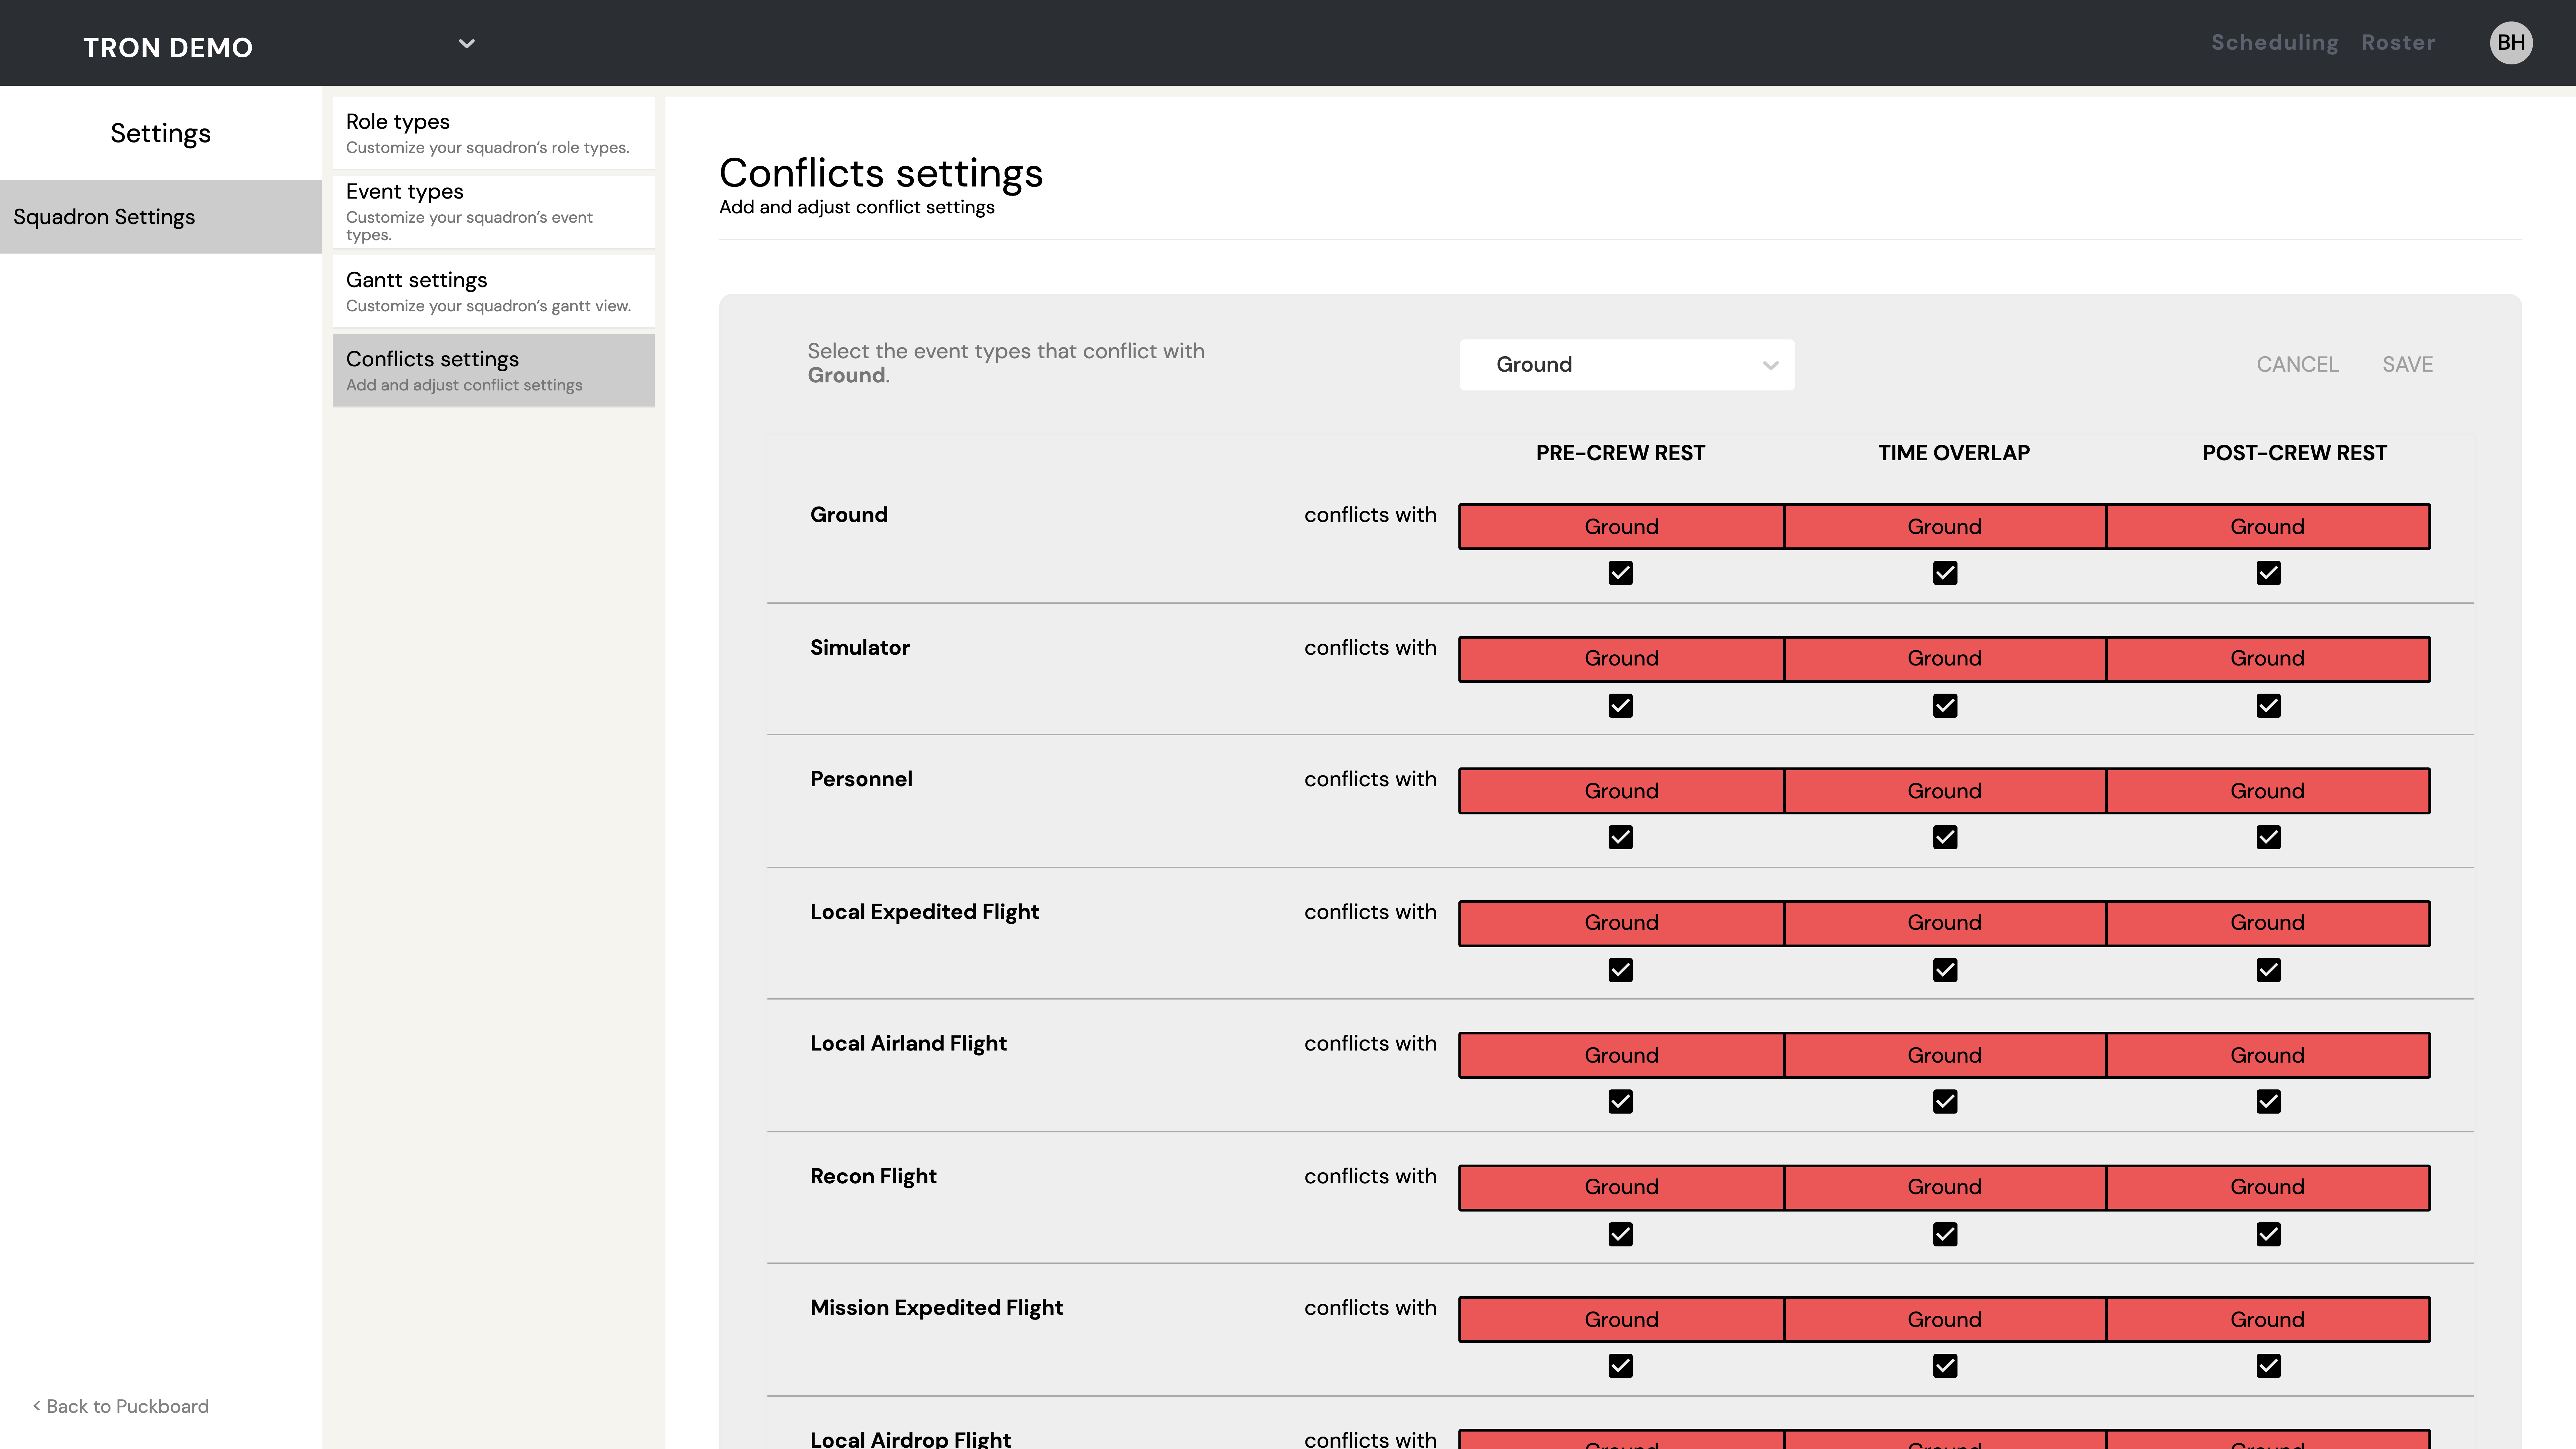 TRON DEMO
Scheduling Roster BH
Settings
Squadron Settings
< Back to Puckboard
Role types
Customize your squadron's role types.
Event types
Customize your squadron's event
types.
Gantt settings
Customize your squadron's gantt view.
Conflicts settings
Add and adjust conflict settings
Conflicts settings
Add and adjust conflict settings
Select the event types that conflict with
Ground.
Ground
CANCEL SAVE
PRE-CREW REST TIME OVERLAP POST-CREW REST
Ground conflicts with Ground Ground Ground
Simulator conflicts with Ground Ground Ground
Personnel conflicts with Ground Ground Ground
Local Expedited Flight conflicts with Ground Ground Ground
Local Airland Flight conflicts with Ground Ground Ground
Recon Flight conflicts with Ground Ground Ground
Mission Expedited Flight conflicts with Ground Ground Ground
Local Airdrop Flight conflicts with Ground Ground Ground